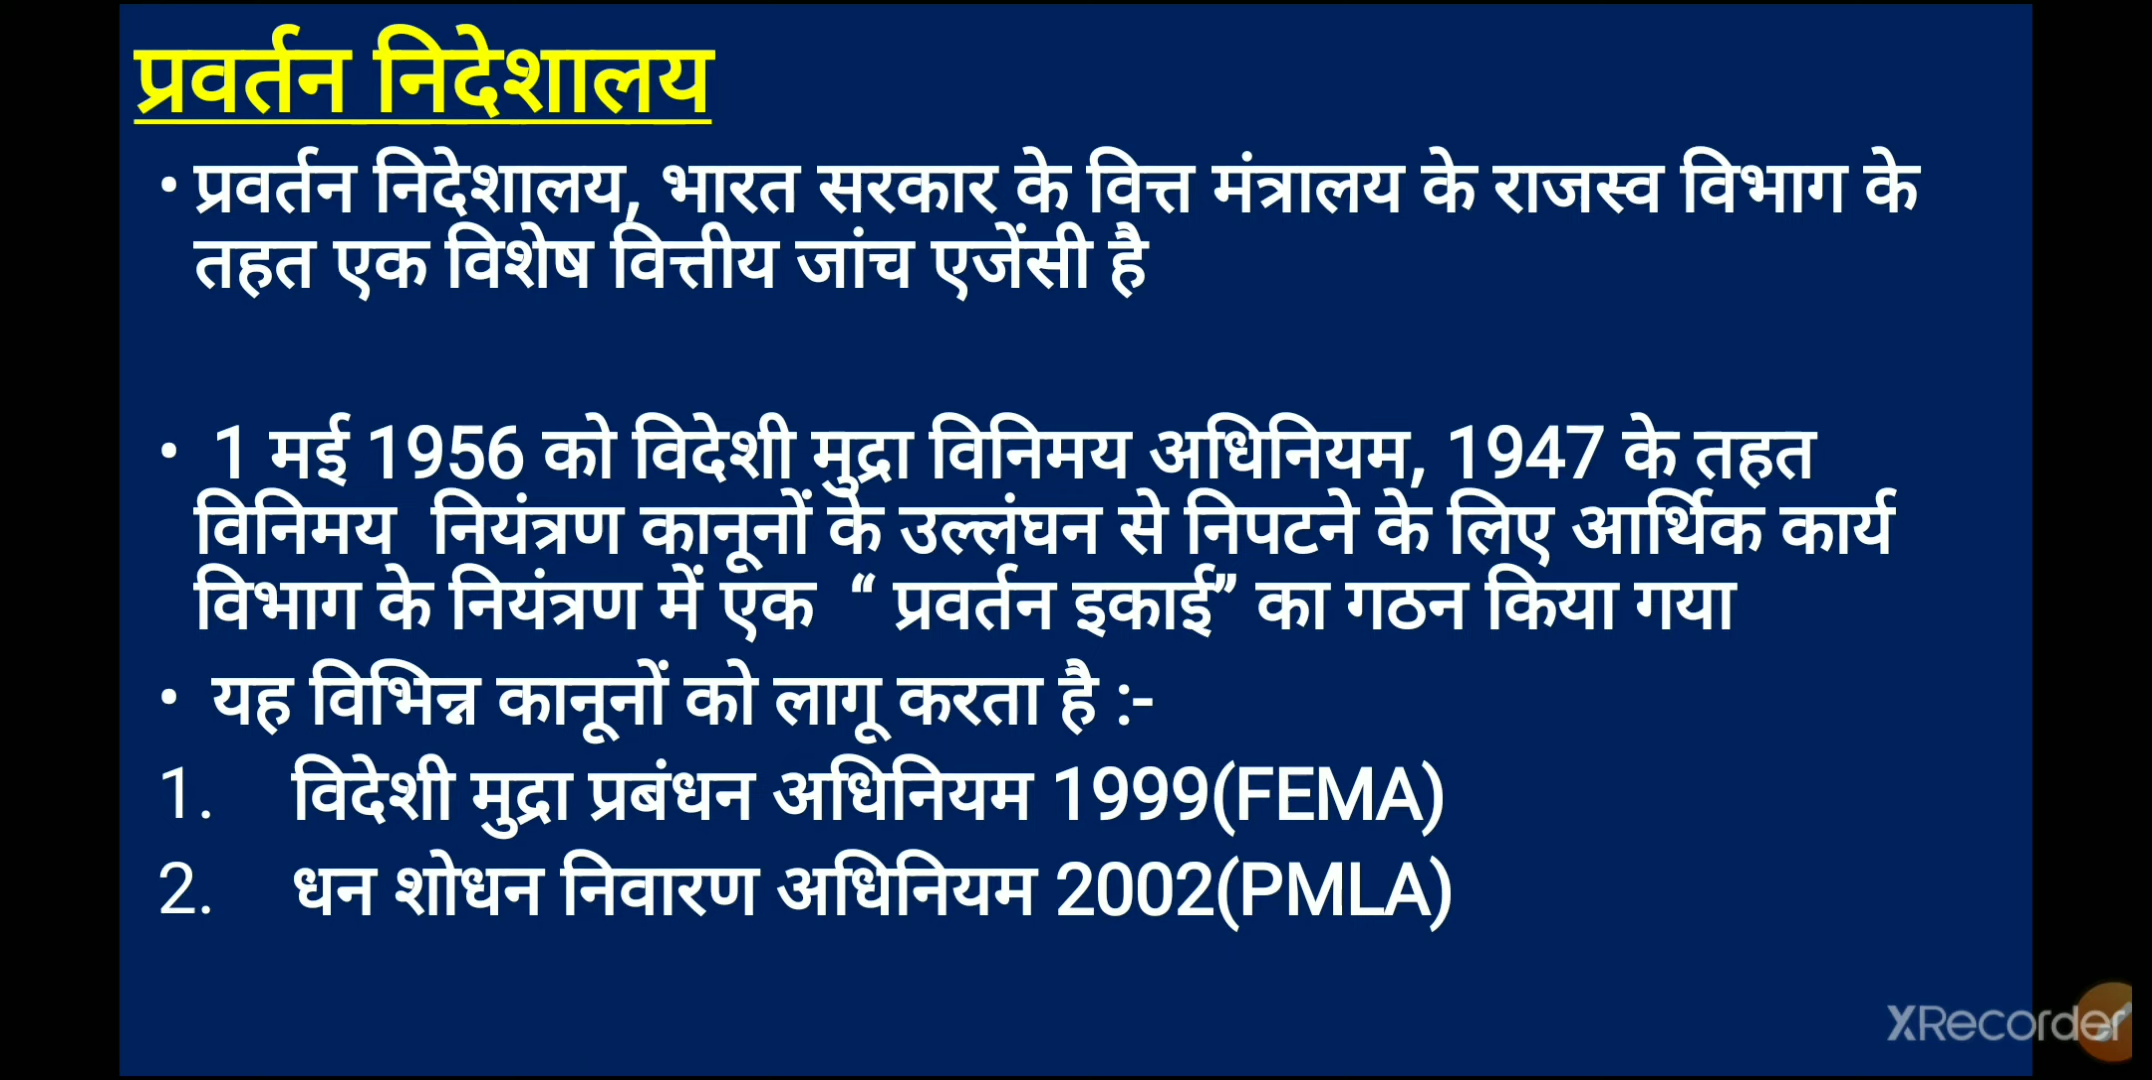 प्रवर्तन निदेशालय
• प्रवर्तन निदेशालय, भारत सरकार के वित्त मंत्रालय के राजस्व विभाग के
तहत एक विशेष वित्तीय जांच एजेंसी है
• 1 मई 1956 को विदेशी मुद्रा विनिमय अधिनियम, 1947 के तहत
विनिमय नियंत्रण कानूनों के उल्लंघन से निपटने के लिए आर्थिक कार्य
विभाग के नियंत्रण में एक “ प्रवर्तन इकाई” का गठन किया गया
• यह विभिन्न कानूनों को लागू करता है :-
1. विदेशी मुद्रा प्रबंधन अधिनियम 1999(FEMA)
2. धन शोधन निवारण अधिनियम 2002(PMLA)
XRecorder